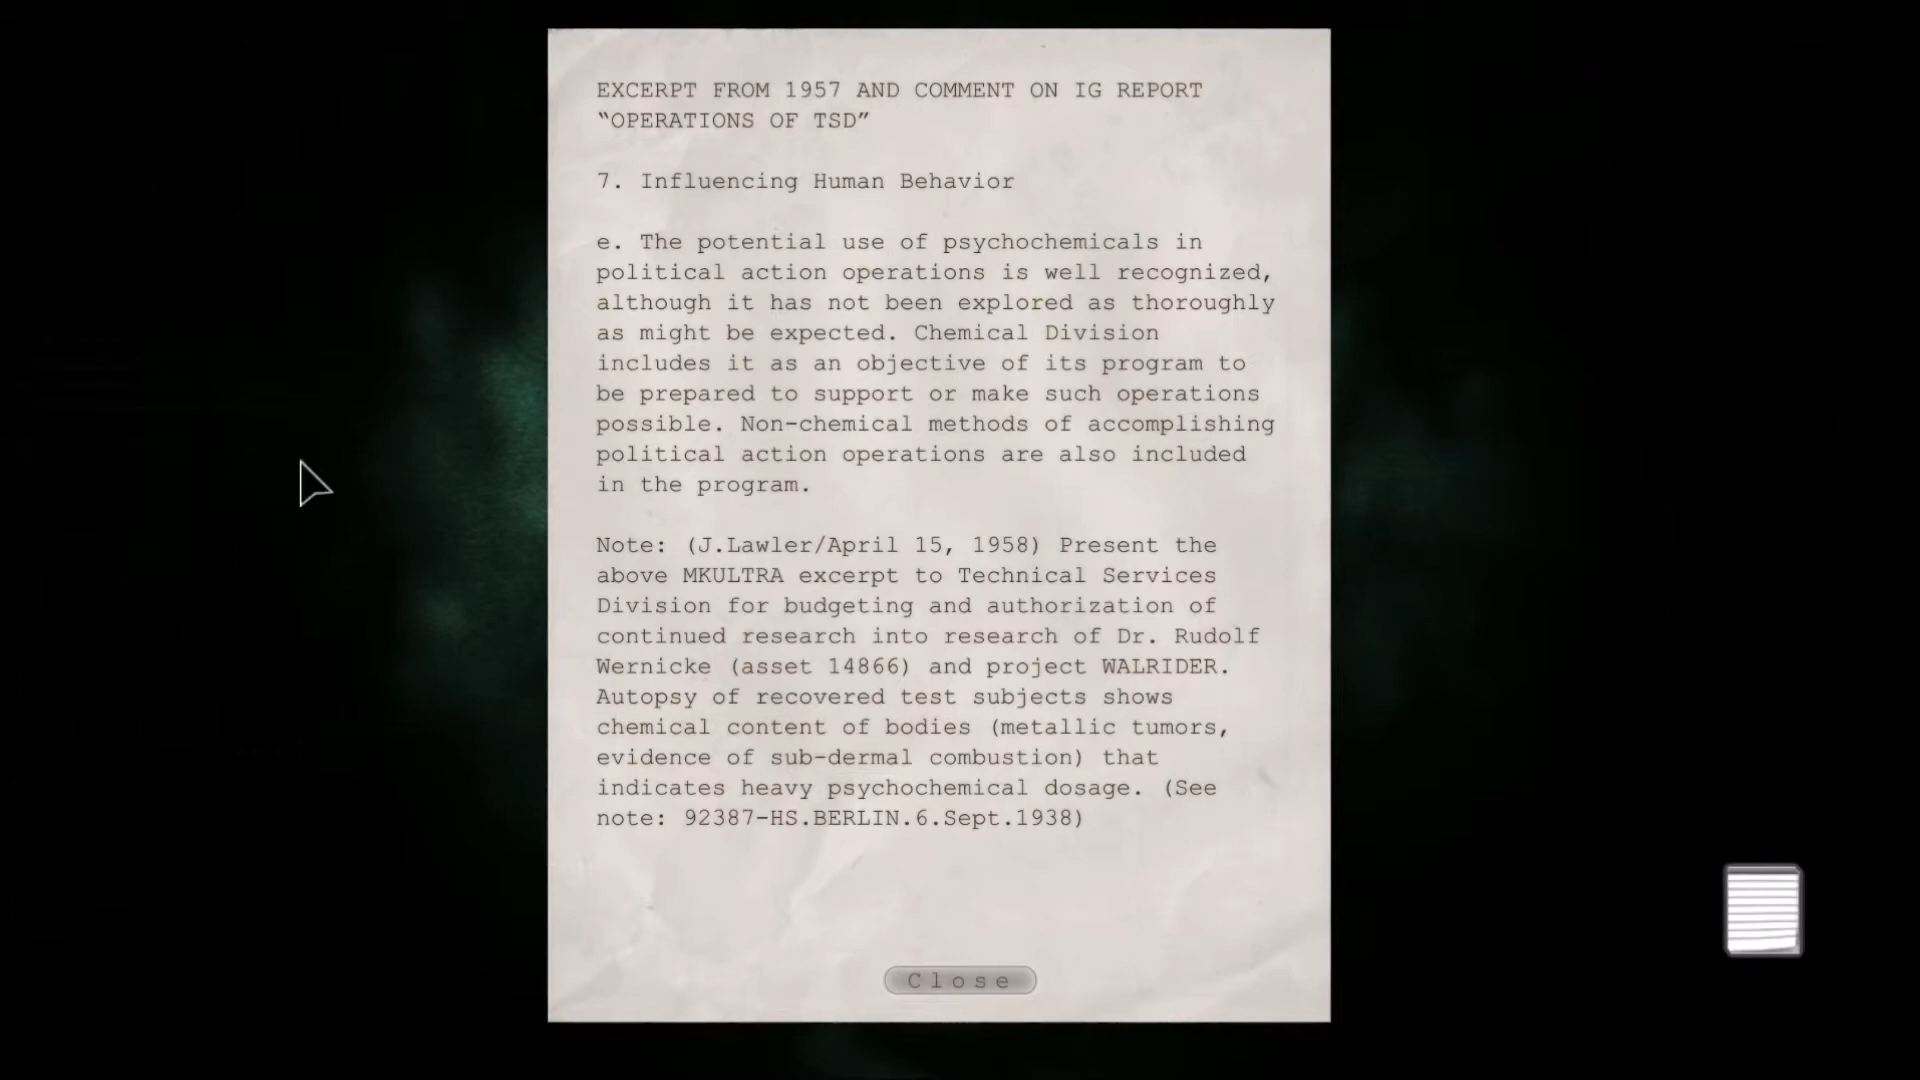 EXCERPT FROM 1957 AND COMMENT ON IG REPORT
“OPERATIONS OF TSD”
7. Influencing Human Behavior
e. The potential use of psychochemicals in
political action operations is well recognized,
although it has not been explored as thoroughly
as might be expected. Chemical Division
includes it as an objective of its program to
be prepared to support or make such operations
possible. Non-chemical methods of accomplishing
political action operations are also included
in the program.
Note: (J.Lawler/April 15, 1958) Present the
above MKULTRA excerpt to Technical Services
Division for budgeting and authorization of
continued research into research of Dr. Rudolf
Wernicke (asset 14866) and project WALRIDER.
Autopsy of recovered test subjects shows
chemical content of bodies (metallic tumors,
evidence of sub-dermal combustion) that
indicates heavy psychochemical dosage. (See
note: 92387-HS.BERLIN.6.Sept.1938)
Close